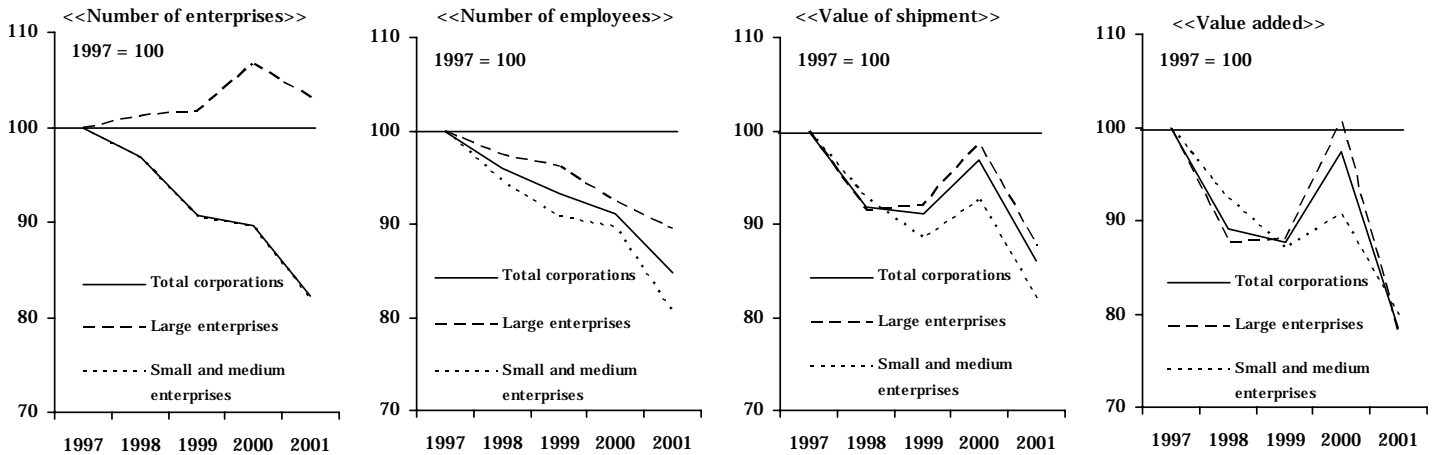 <<Number of enterprises>>
110
1997 = 100
100
90
80
70
Total corporations
Large enterprises
Small and medium
enterprises
1997 1998 1999 2000 2001
<<Number of employees>>
110
1997 = 100
100
90
80
70
Total corporations
Large enterprises
Small and medium
enterprises
1997 1998 1999 2000 2001
<<Value of shipment>>
110
1997 = 100
100
90
80
70
Total corporations
Large enterprises
Small and medium
enterprises
1997 1998 1999 2000 2001
<<Value added>>
110
1997 = 100
100
90
80
70
Total corporations
Large enterprises
Small and medium
enterprises
1997 1998 1999 2000 2001